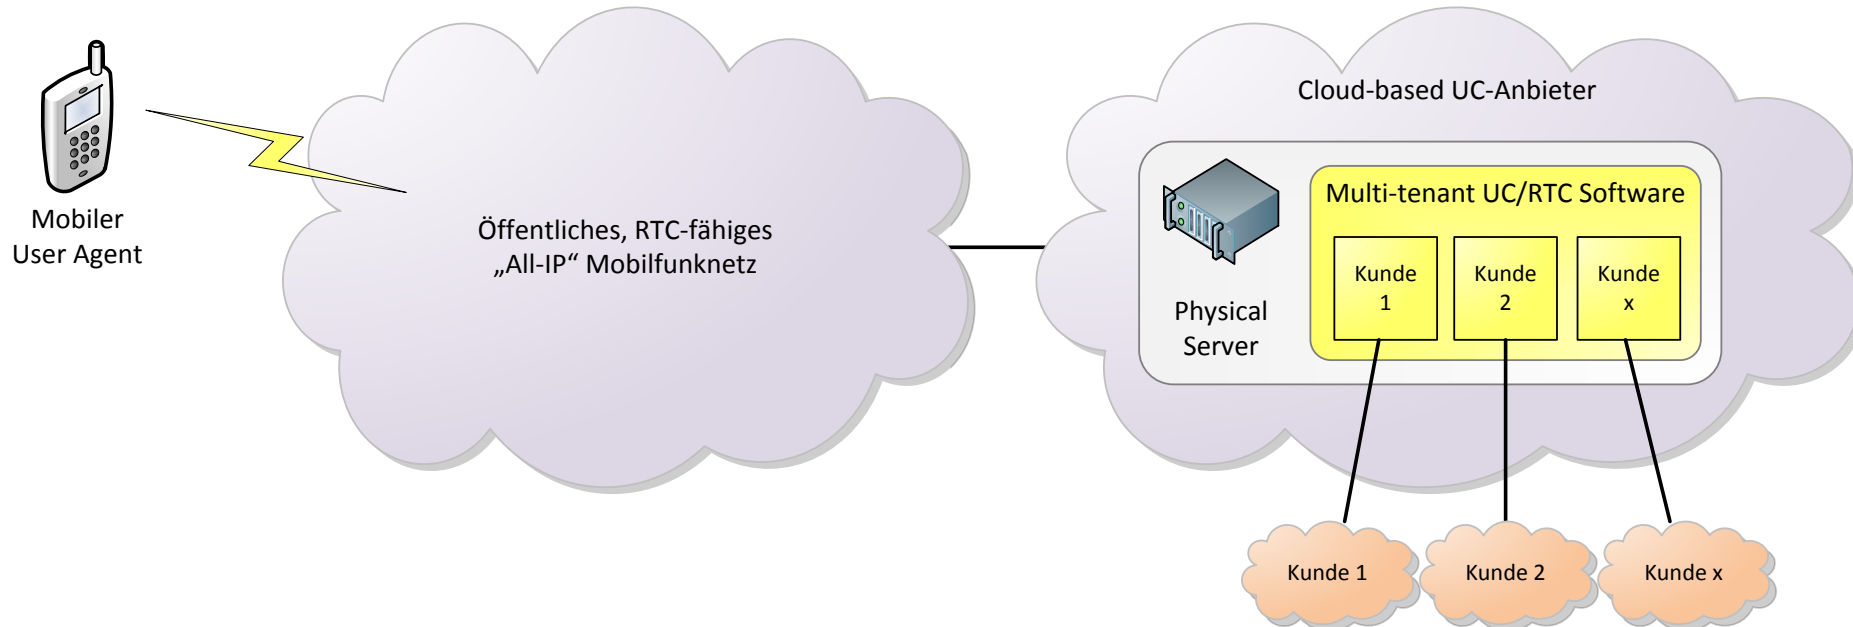 Mobiler
User Agent
Öffentliches, RTC-fähiges
„All-IP“ Mobilfunknetz
Cloud-based UC-Anbieter
Physical
Server
Multi-tenant UC/RTC Software
Kunde
1
Kunde
2
Kunde
x
Kunde 1
Kunde 2
Kunde x